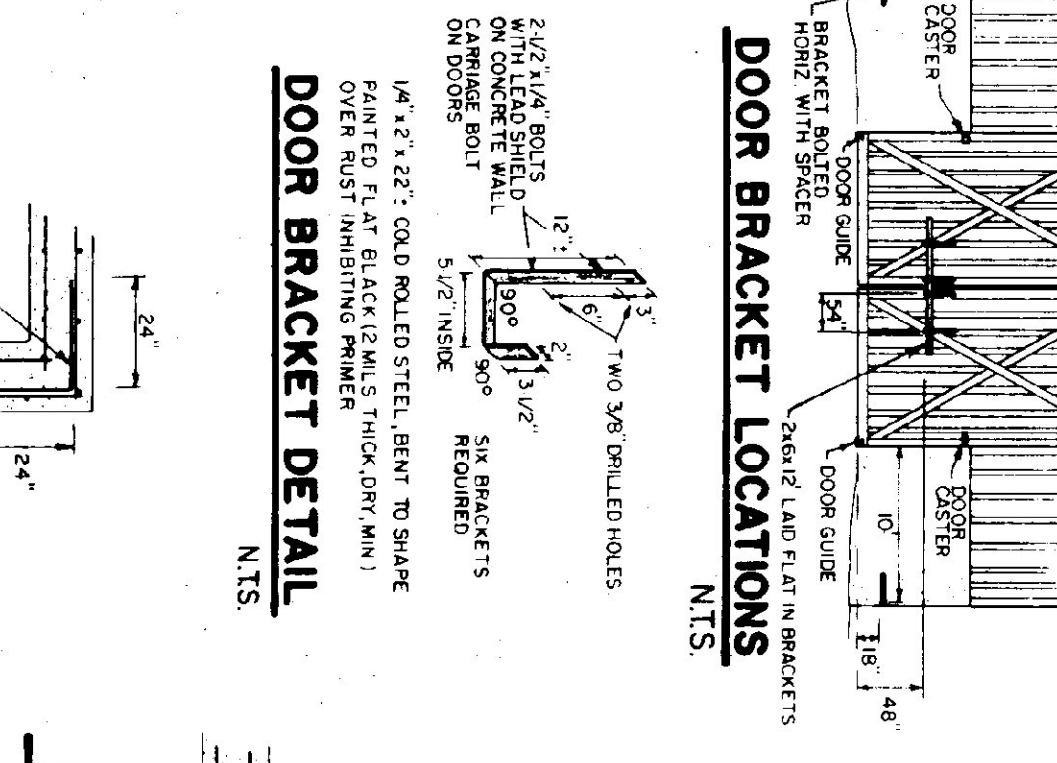 DOOR
CASTER
BRACKET BOLTED
HORIZ. WITH SPACER
DOOR GUIDE
54"
DOOR GUIDE
DOOR
CASTER
10'
18"
48"
2x6x12' LAID FLAT IN BRACKETS
DOOR BRACKET LOCATIONS
N.T.S.
2-1/2"x1/4" BOLTS
WITH LEAD SHIELD
ON CONCRETE WALL
CARRIAGE BOLT
ON DOORS
12"±
3"
6"
TWO 3/8" DRILLED HOLES
90°
2"
3 1/2"
90°
5 1/2" INSIDE
SIX BRACKETS
REQUIRED
1/4" x 2" x 22"± COLD ROLLED STEEL, BENT TO SHAPE
PAINTED FLAT BLACK (2 MILS THICK, DRY, MIN)
OVER RUST INHIBITING PRIMER
DOOR BRACKET DETAIL
N.T.S.
24"
24"